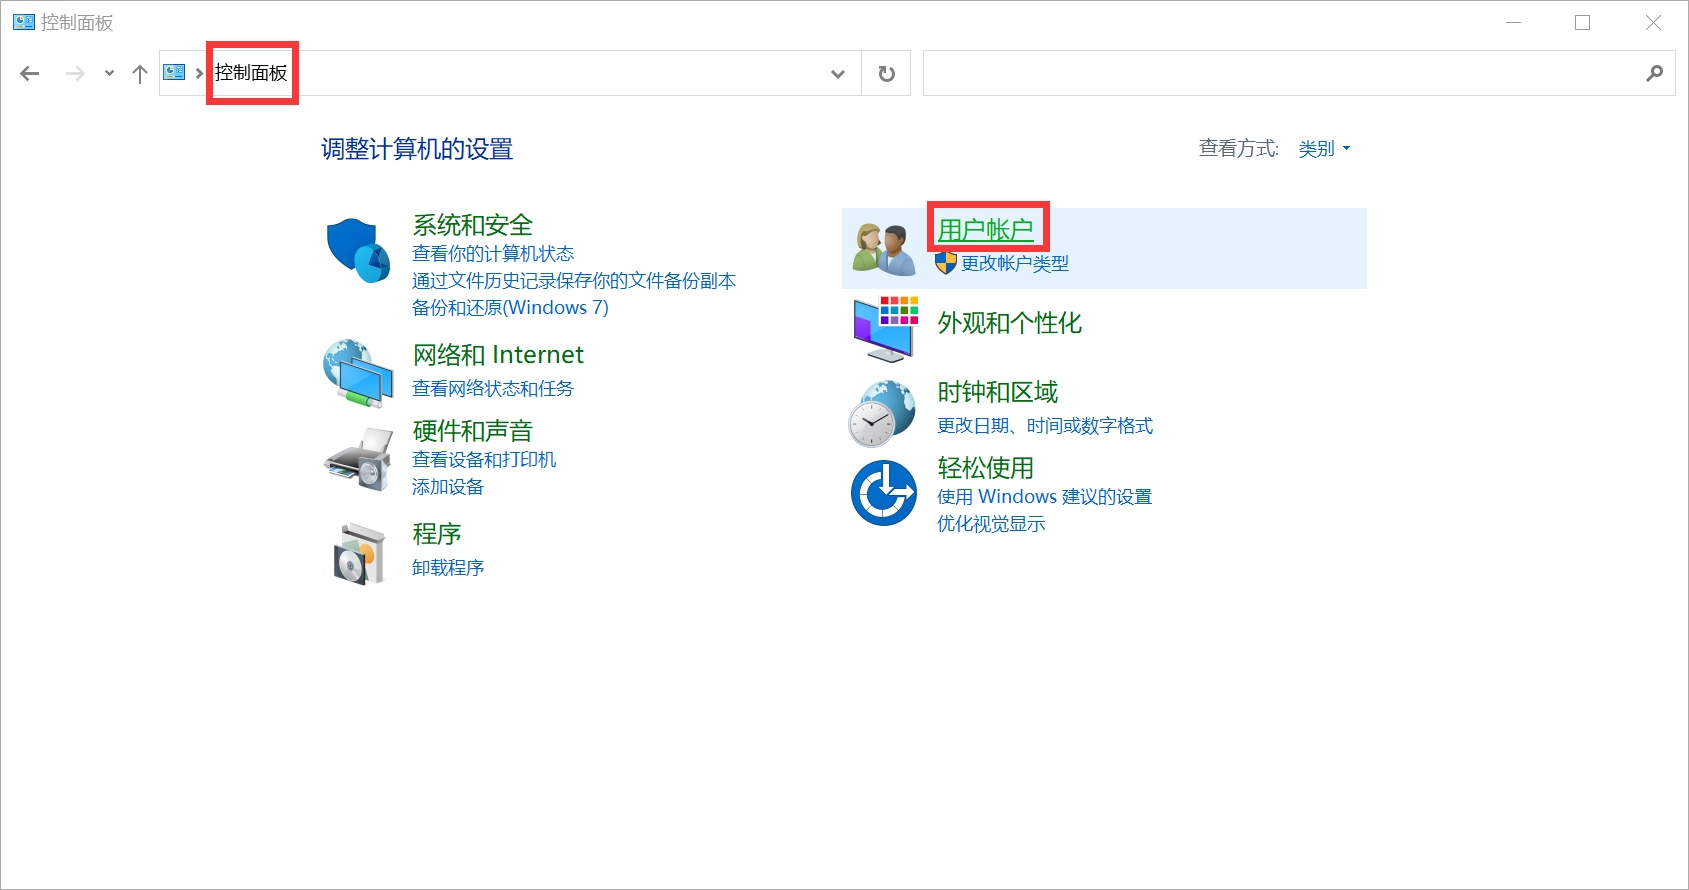 控制面板
控制面板
调整计算机的设置
查看方式: 类别
系统和安全
查看你的计算机状态
通过文件历史记录保存你的文件备份副本
备份和还原(Windows 7)
网络和 Internet
查看网络状态和任务
硬件和声音
查看设备和打印机
添加设备
程序
卸载程序
用户帐户
更改帐户类型
外观和个性化
时钟和区域
更改日期、时间或数字格式
轻松使用
使用 Windows 建议的设置
优化视觉显示